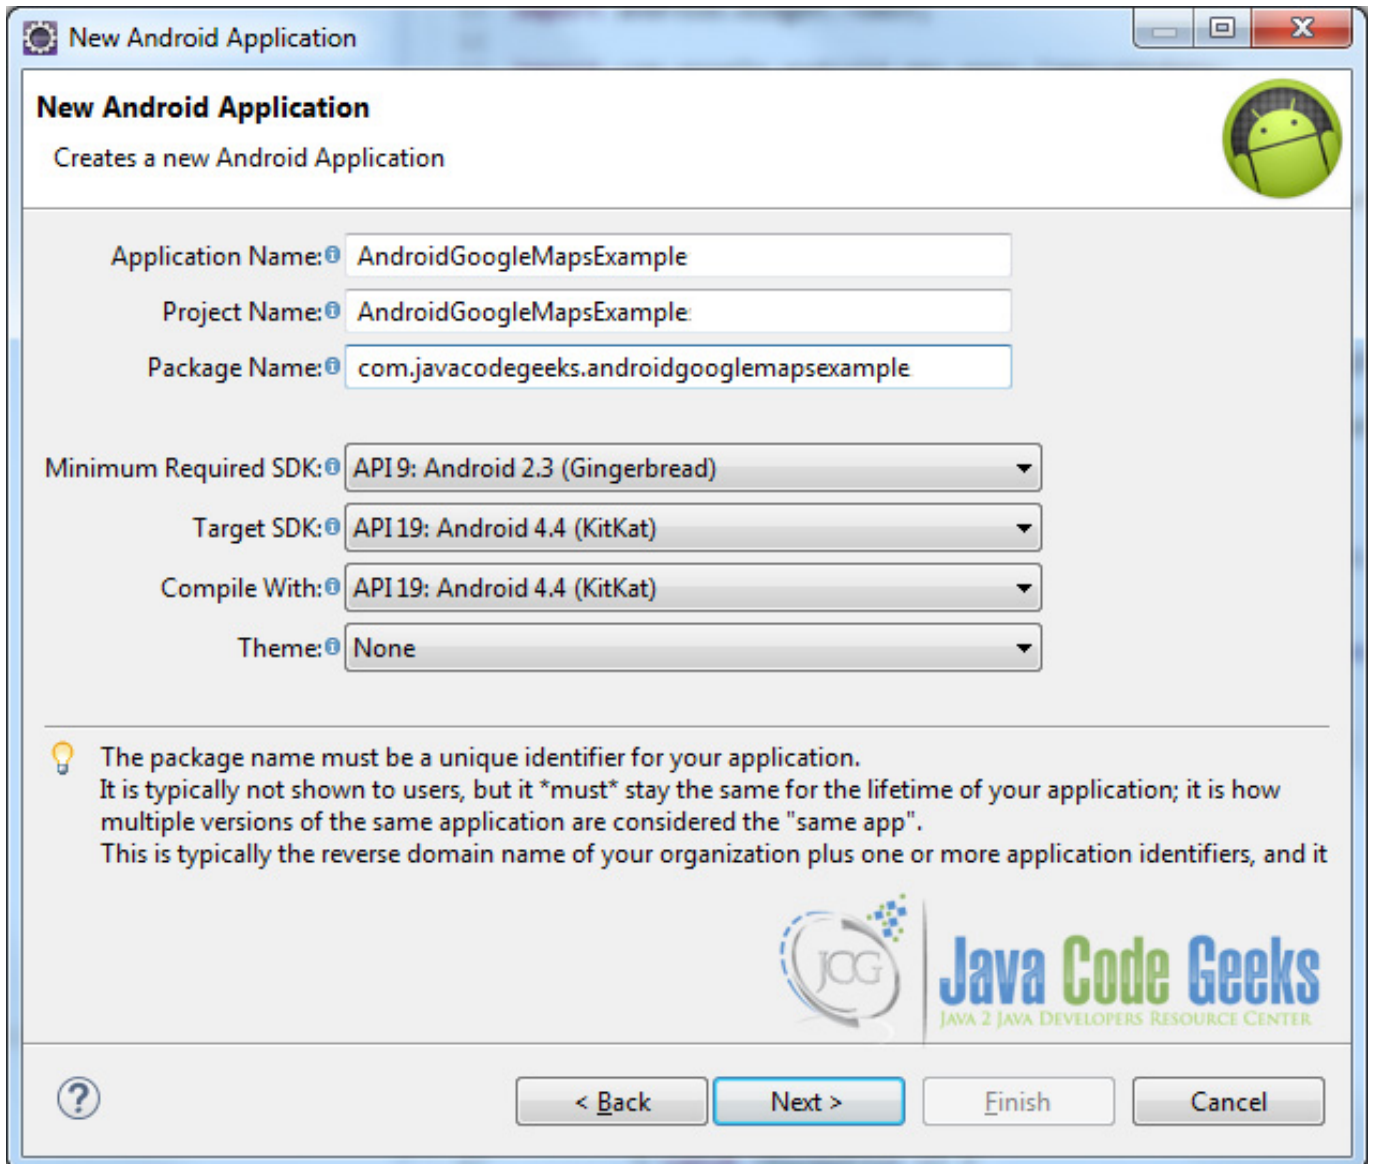 New Android Application
New Android Application
Creates a new Android Application
Application Name: AndroidGoogleMapsExample
Project Name: AndroidGoogleMapsExample
Package Name: com.javacodegeeks.androidgooglemapsexample
Minimum Required SDK: API 9: Android 2.3 (Gingerbread)
Target SDK: API 19: Android 4.4 (KitKat)
Compile With: API 19: Android 4.4 (KitKat)
Theme: None
The package name must be a unique identifier for your application.
It is typically not shown to users, but it *must* stay the same for the lifetime of your application; it is how
multiple versions of the same application are considered the "same app".
This is typically the reverse domain name of your organization plus one or more application identifiers, and it
JCG
Java Code Geeks
JAVA 2 JAVA DEVELOPERS RESOURCE CENTER
? < Back Next > Finish Cancel